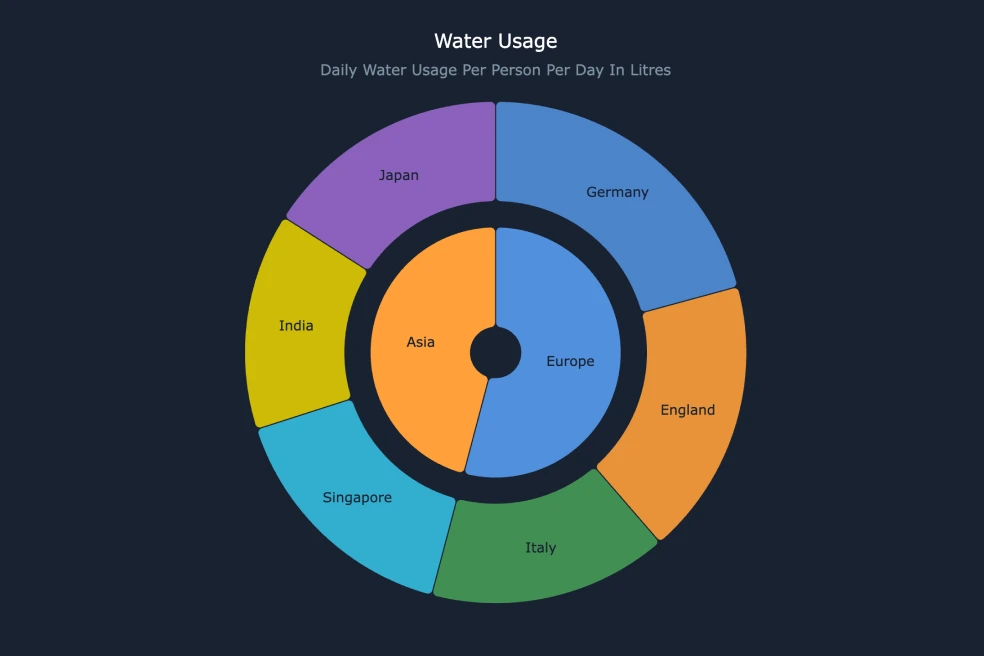 Water Usage
Daily Water Usage Per Person Per Day In Litres
Japan
Germany
India
Asia
Europe
England
Singapore
Italy